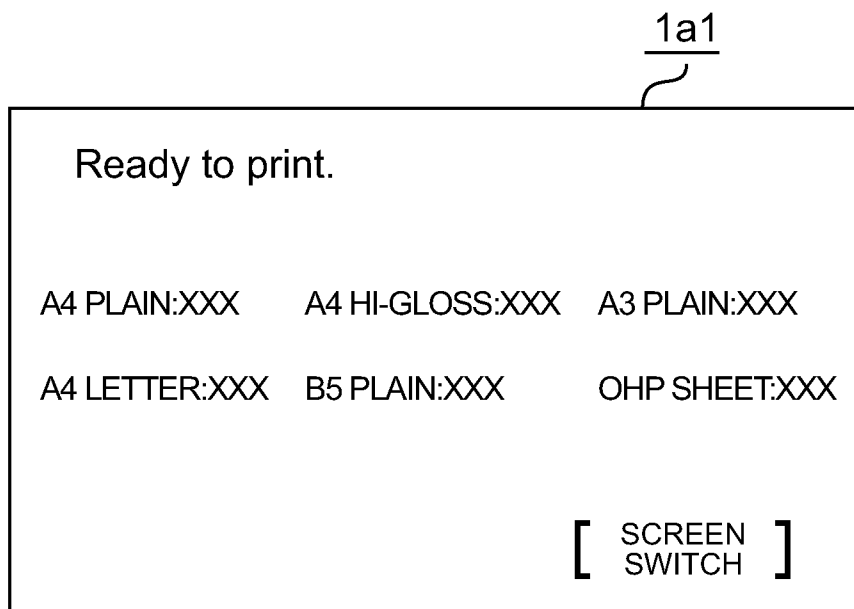 1a1
Ready to print.
A4 PLAIN:XXX A4 HI-GLOSS:XXX A3 PLAIN:XXX
A4 LETTER:XXX B5 PLAIN:XXX OHP SHEET:XXX
[ SCREEN
SWITCH ]